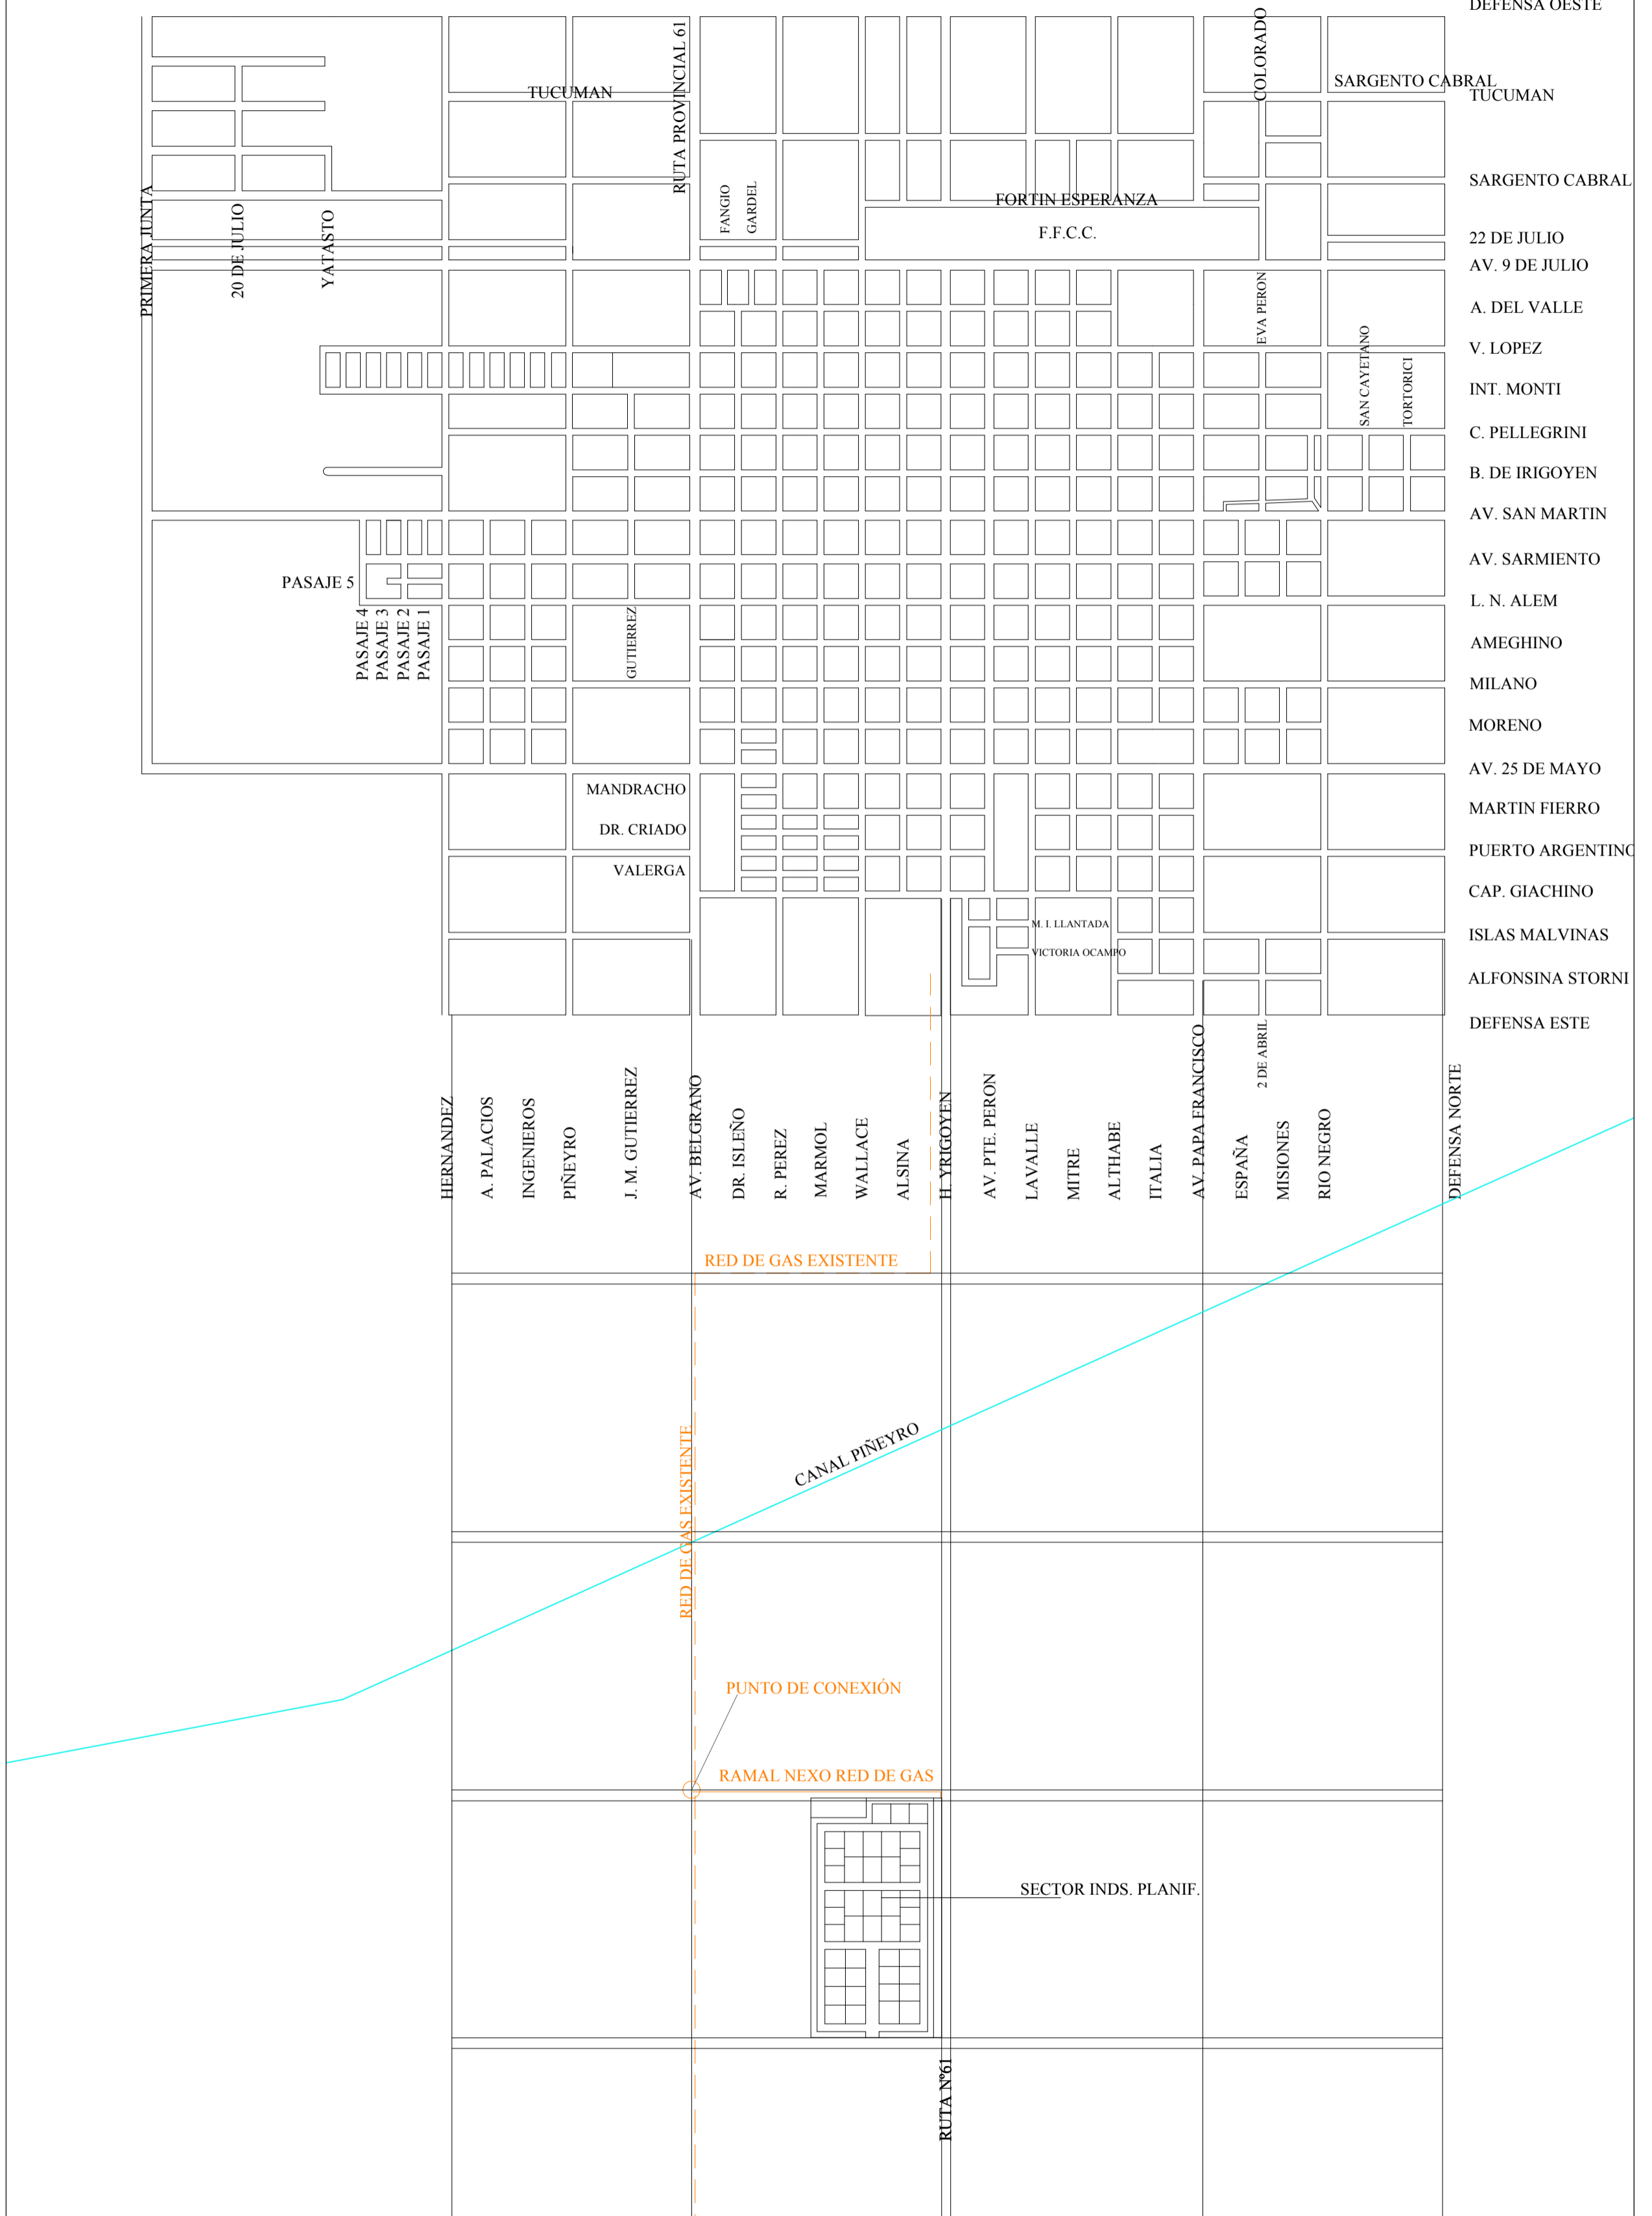 DEFENSA OESTE
COLORADO
RUTA PROVINCIAL 61
SARGENTO CABRAL
TUCUMAN
TUCUMAN
SARGENTO CABRAL
PRIMERA JUNTA
20 DE JULIO
YATASTO
FANGIO
GARDEL
FORTIN ESPERANZA
F.F.C.C.
22 DE JULIO
AV. 9 DE JULIO
EVA PERON
A. DEL VALLE
SAN CAYETANO
TORTORICI
V. LOPEZ
INT. MONTI
C. PELLEGRINI
B. DE IRIGOYEN
AV. SAN MARTIN
AV. SARMIENTO
PASAJE 5
L. N. ALEM
PASAJE 4
PASAJE 3
PASAJE 2
PASAJE 1
GUTIERREZ
AMEGHINO
MILANO
MORENO
AV. 25 DE MAYO
MANDRACHO
MARTIN FIERRO
DR. CRIADO
PUERTO ARGENTINO
VALERGA
CAP. GIACHINO
M. I. LLANTADA
ISLAS MALVINAS
VICTORIA OCAMPO
ALFONSINA STORNI
DEFENSA ESTE
HERNANDEZ
A. PALACIOS
INGENIEROS
PIÑEYRO
J. M. GUTIERREZ
AV. BELGRANO
DR. ISLEÑO
R. PEREZ
MARMOL
WALLACE
ALSINA
H. YRIGOYEN
AV. PTE. PERON
LAVALLE
MITRE
ALTHABE
ITALIA
AV. PAPA FRANCISCO
ESPAÑA
2 DE ABRIL
MISIONES
RIO NEGRO
DEFENSA NORTE
RED DE GAS EXISTENTE
RED DE GAS EXISTENTE
CANAL PIÑEYRO
PUNTO DE CONEXIÓN
RAMAL NEXO RED DE GAS
SECTOR INDS. PLANIF.
RUTA Nº61